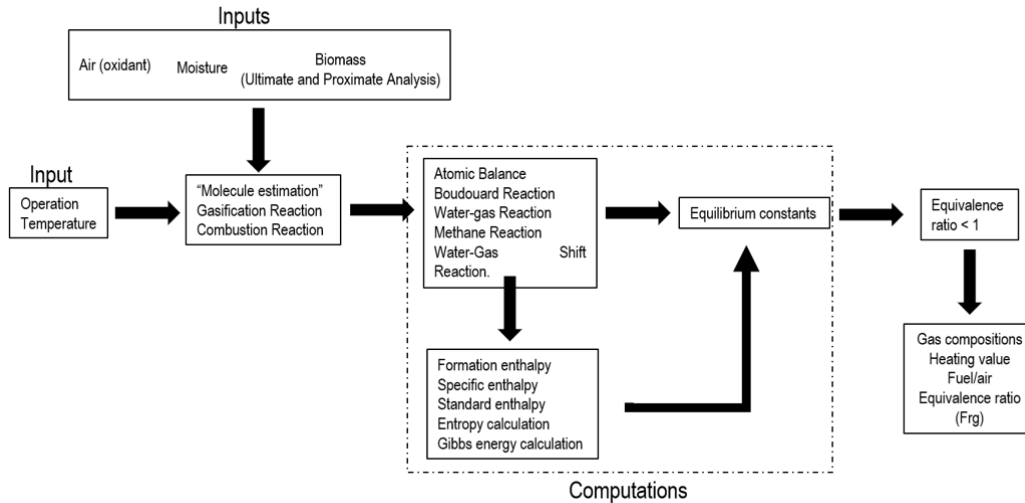 Inputs
Air (oxidant) Moisture Biomass
(Ultimate and Proximate Analysis)
Input
Operation
Temperature
“Molecule estimation”
Gasification Reaction
Combustion Reaction
Atomic Balance
Boudouard Reaction
Water-gas Reaction
Methane Reaction
Water-Gas Shift
Reaction.
Equilibrium constants
Equivalence
ratio < 1
Formation enthalpy
Specific enthalpy
Standard enthalpy
Entropy calculation
Gibbs energy calculation
Gas compositions
Heating value
Fuel/air
Equivalence ratio
(Frg)
Computations